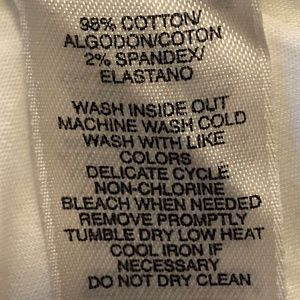 98% COTTON/
ALGODON/COTON
2% SPANDEX/
ELASTANO
WASH INSIDE OUT
MACHINE WASH COLD
WASH WITH LIKE
COLORS
DELICATE CYCLE
NON-CHLORINE
BLEACH WHEN NEEDED
REMOVE PROMPTLY
TUMBLE DRY LOW HEAT
COOL IRON IF
NECESSARY
DO NOT DRY CLEAN